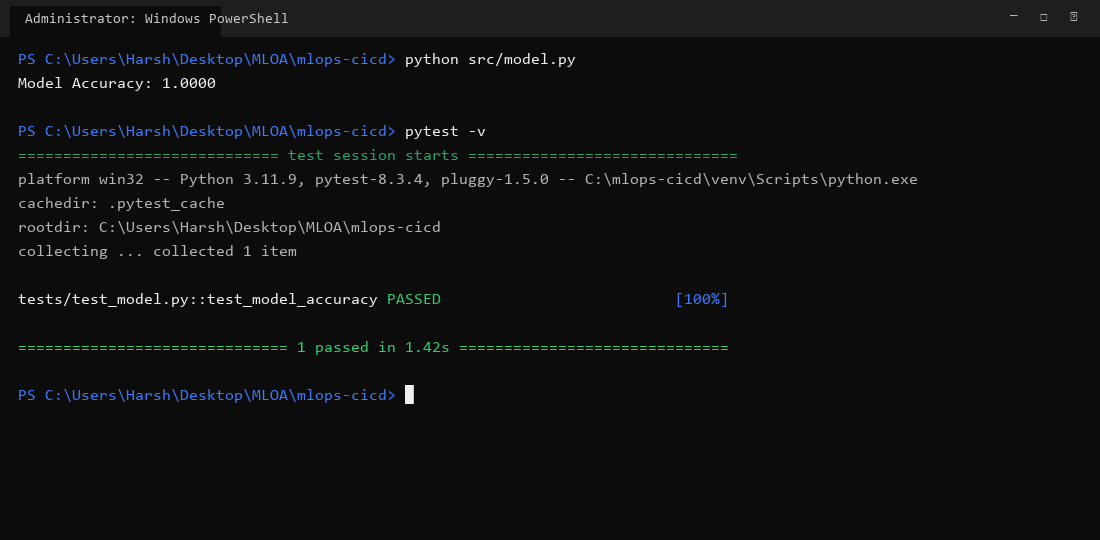 Administrator: Windows PowerShell
PS C:\Users\Harsh\Desktop\MLOA\mlops-cicd> python src/model.py
Model Accuracy: 1.0000
PS C:\Users\Harsh\Desktop\MLOA\mlops-cicd> pytest -v
============================= test session starts ==============================
platform win32 -- Python 3.11.9, pytest-8.3.4, pluggy-1.5.0 -- C:\mlops-cicd\venv\Scripts\python.exe
cachedir: .pytest_cache
rootdir: C:\Users\Harsh\Desktop\MLOA\mlops-cicd
collecting ... collected 1 item
tests/test_model.py::test_model_accuracy PASSED                          [100%]
============================== 1 passed in 1.42s ==============================
PS C:\Users\Harsh\Desktop\MLOA\mlops-cicd>